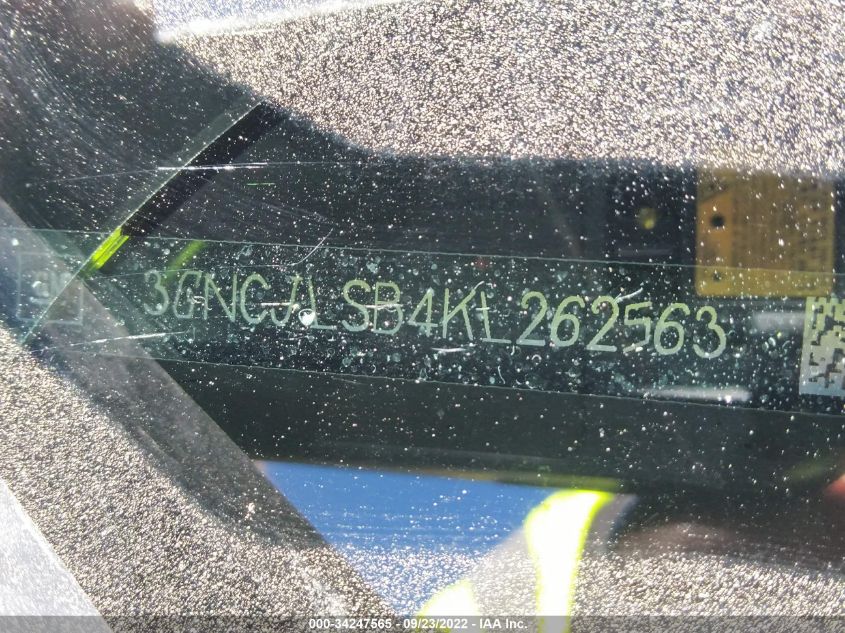 3GNCJLSB4KL262563
000-34247565 - 09/23/2022 - IAA Inc.